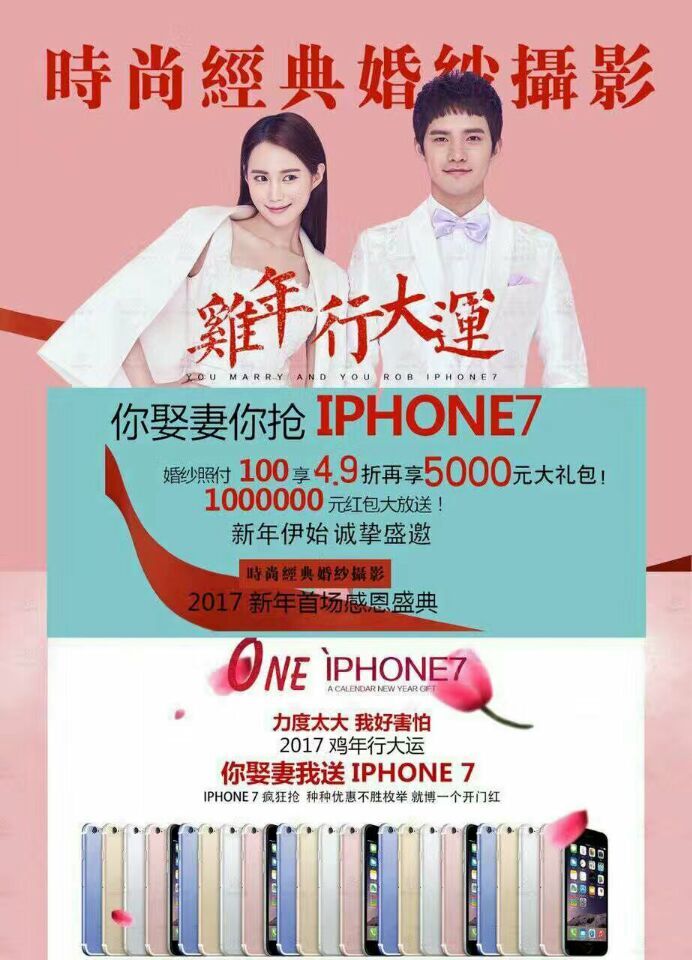 時尚經典婚紗攝影
雞年行大運
YOU MARRY AND YOU ROB IPHONE7
你娶妻你抢 IPHONE7
婚纱照付 100 享 4.9 折再享 5000 元大礼包！
1000000 元红包大放送！
新年伊始 诚挚盛邀
時尚經典婚紗攝影
2017 新年首场感恩盛典
ONE ÌPHONE7
A CALENDAR NEW YEAR GIFT
力度太大 我好害怕
2017 鸡年行大运
你娶妻我送 IPHONE 7
IPHONE 7 疯狂抢 种种优惠不胜枚举 就博一个开门红